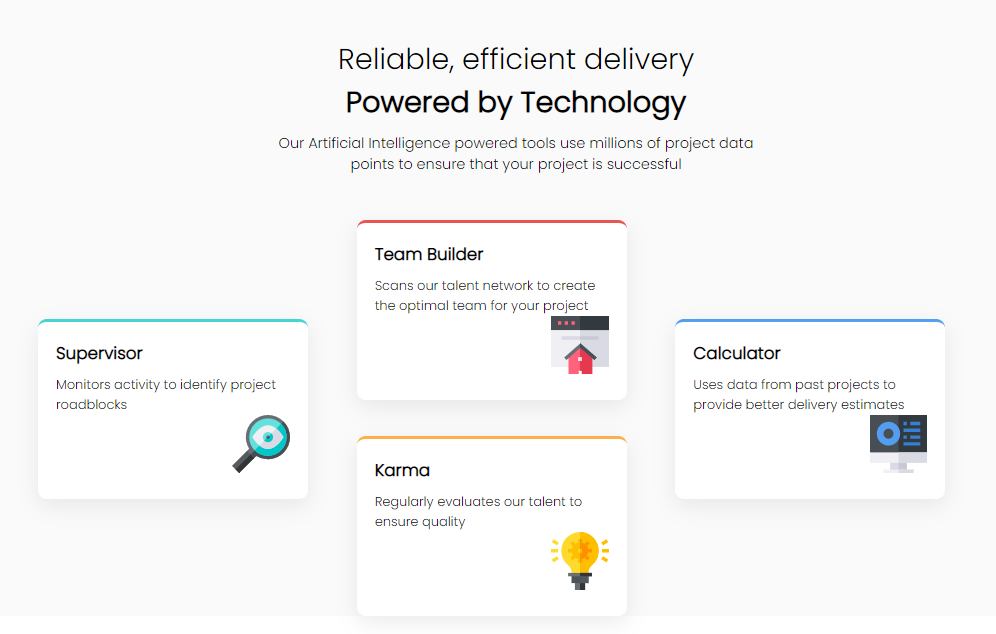 Reliable, efficient delivery
Powered by Technology
Our Artificial Intelligence powered tools use millions of project data
points to ensure that your project is successful
Team Builder
Scans our talent network to create
the optimal team for your project
Supervisor
Monitors activity to identify project
roadblocks
Calculator
Uses data from past projects to
provide better delivery estimates
Karma
Regularly evaluates our talent to
ensure quality